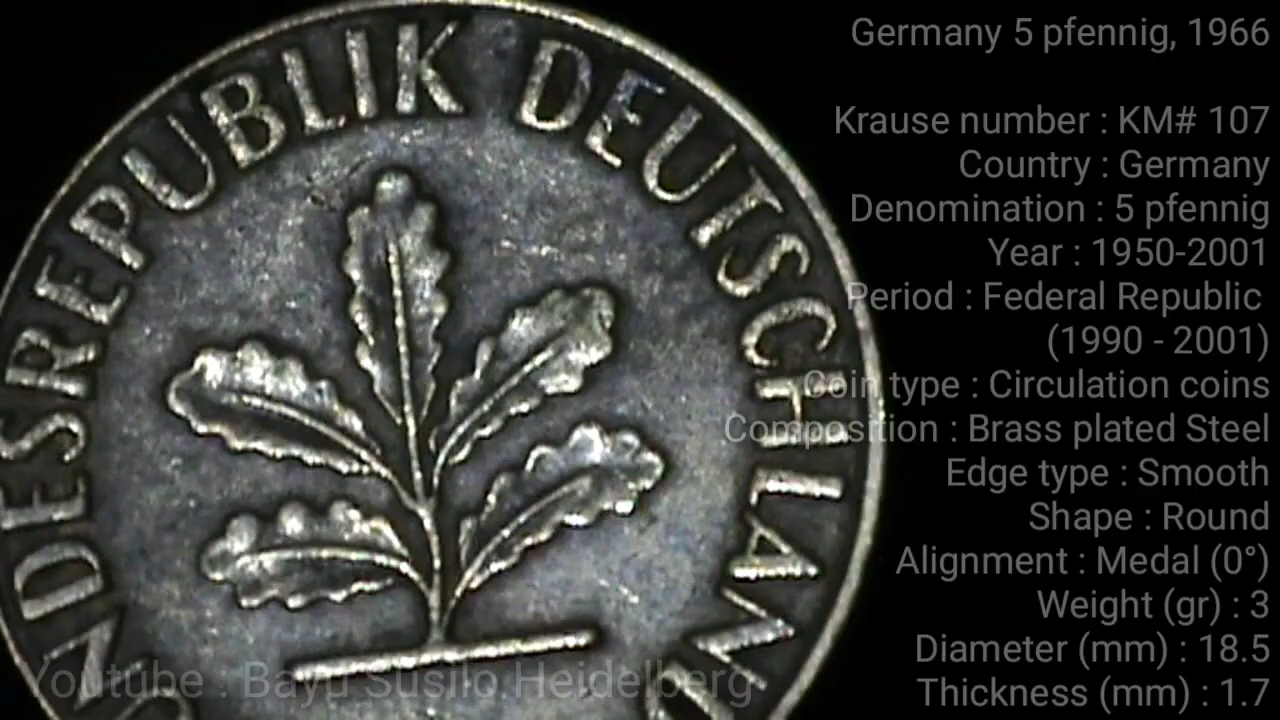 BUNDESREPUBLIK DEUTSCHLAND
Germany 5 pfennig, 1966
Krause number : KM# 107
Country : Germany
Denomination : 5 pfennig
Year : 1950-2001
Period : Federal Republic
(1990 - 2001)
Coin type : Circulation coins
Composition : Brass plated Steel
Edge type : Smooth
Shape : Round
Alignment : Medal (0°)
Weight (gr) : 3
Diameter (mm) : 18.5
Thickness (mm) : 1.7
Youtube : Bayu Susilo Heidelberg